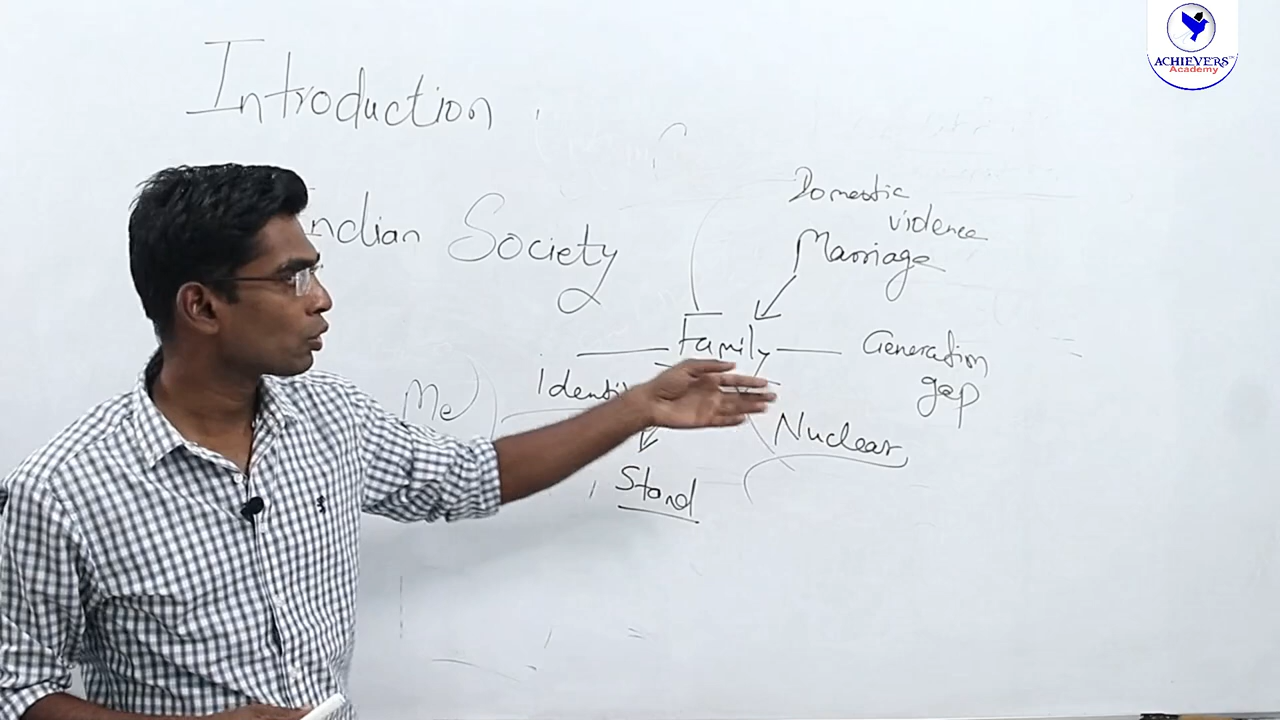 ACHIEVERS
Academy
Introduction
Indian Society
Domestic
violence
Marriage
Family
Generation
gap
Me
Nuclear
Stand